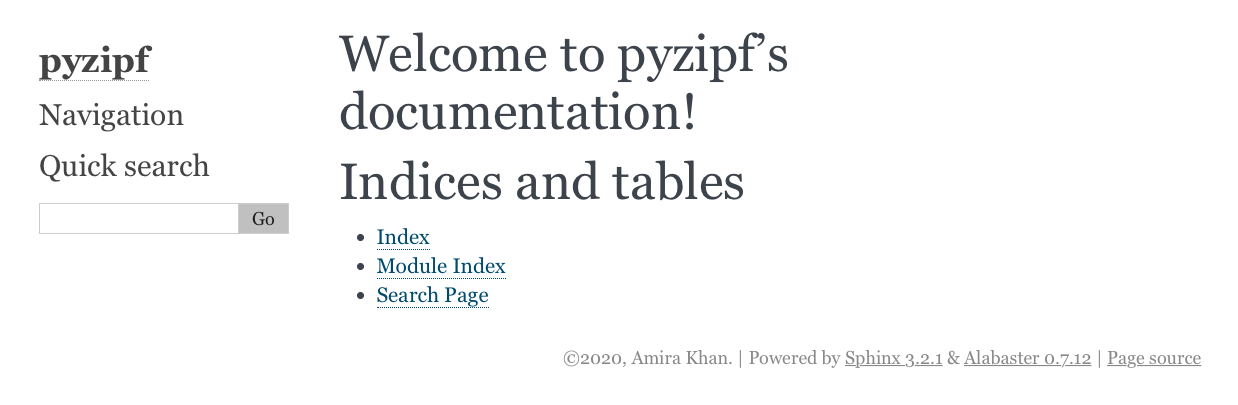 pyzipf
Navigation
Quick search
Go
Welcome to pyzipf’s
documentation!
Indices and tables
Index
Module Index
Search Page
©2020, Amira Khan. | Powered by Sphinx 3.2.1 & Alabaster 0.7.12 | Page source